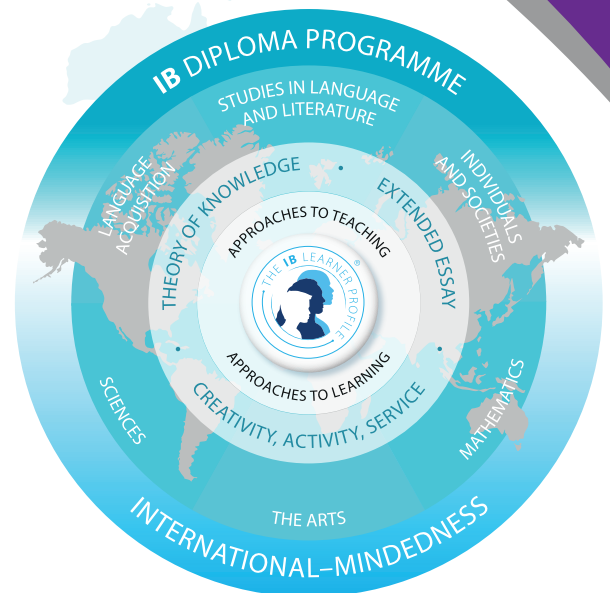 IB DIPLOMA PROGRAMME
STUDIES IN LANGUAGE
AND LITERATURE
LANGUAGE
ACQUISITION
INDIVIDUALS
AND SOCIETIES
THEORY OF KNOWLEDGE
EXTENDED ESSAY
APPROACHES TO TEACHING
THE IB LEARNER PROFILE
®
APPROACHES TO LEARNING
CREATIVITY, ACTIVITY, SERVICE
SCIENCES
MATHEMATICS
THE ARTS
INTERNATIONAL–MINDEDNESS